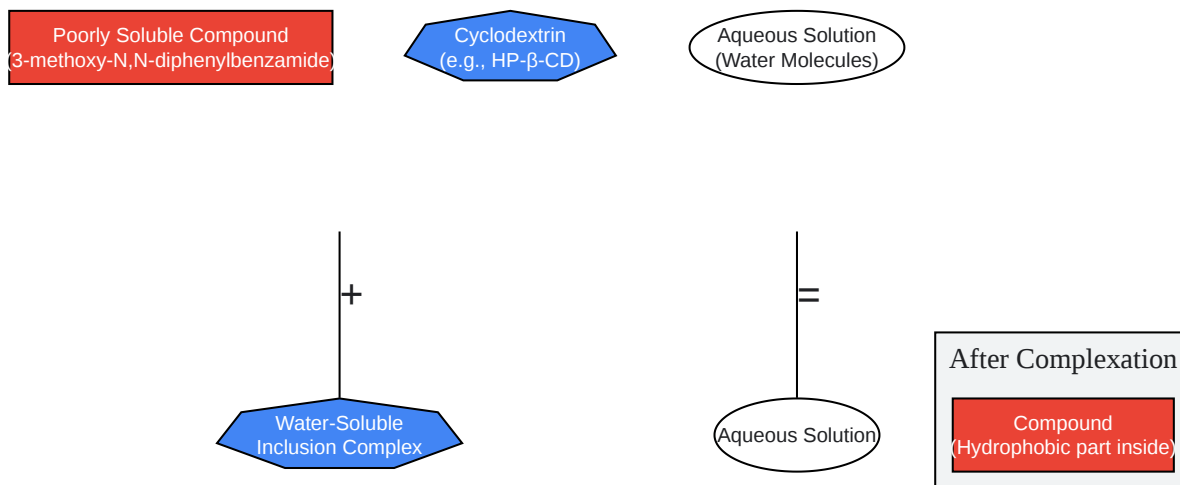 Poorly Soluble Compound
(3-methoxy-N,N-diphenylbenzamide)
Cyclodextrin
(e.g., HP-β-CD)
Aqueous Solution
(Water Molecules)
+
=
After Complexation
Water-Soluble
Inclusion Complex
Aqueous Solution
Compound
(Hydrophobic part inside)